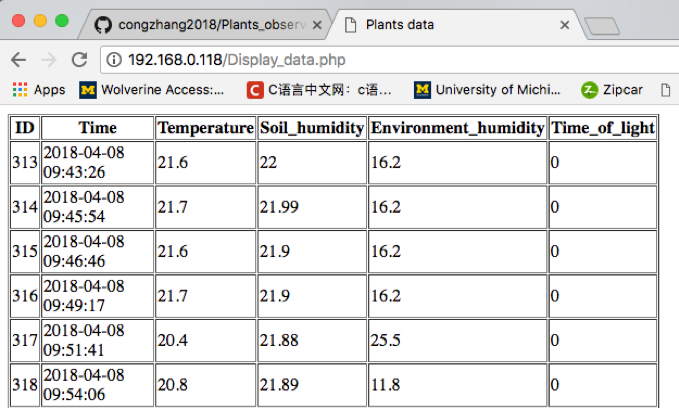 congzhang2018/Plants_observ
Plants data
192.168.0.118/Display_data.php
Apps Wolverine Access:... C语言中文网：c语... University of Michi... Zipcar
ID Time Temperature Soil_humidity Environment_humidity Time_of_light
313 2018-04-08 09:43:26 21.6 22 16.2 0
314 2018-04-08 09:45:54 21.7 21.99 16.2 0
315 2018-04-08 09:46:46 21.6 21.9 16.2 0
316 2018-04-08 09:49:17 21.7 21.9 16.2 0
317 2018-04-08 09:51:41 20.4 21.88 25.5 0
318 2018-04-08 09:54:06 20.8 21.89 11.8 0